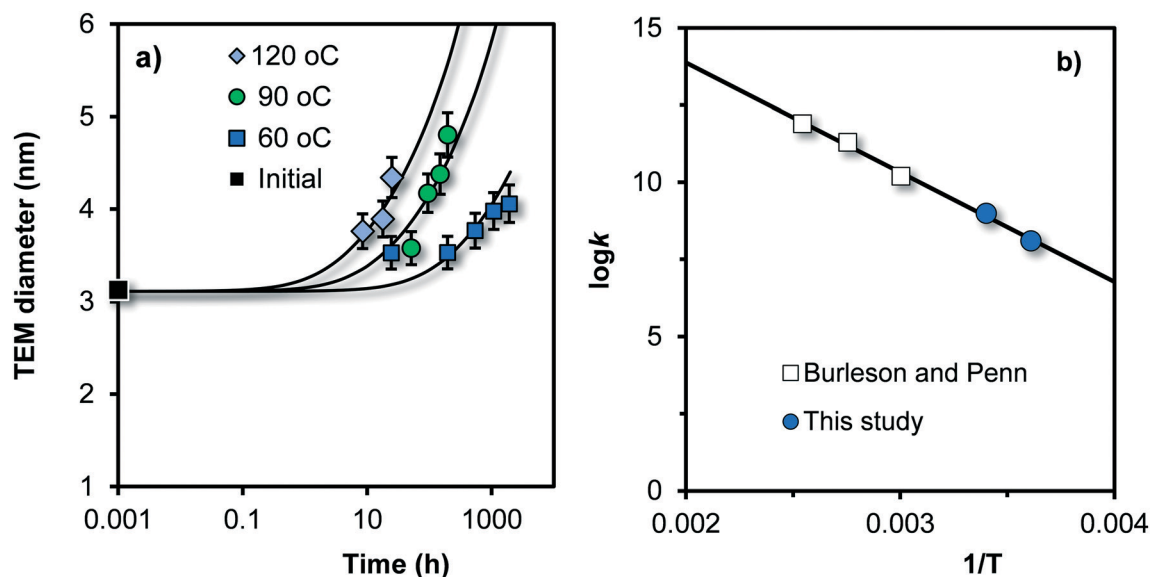 a)
120 oC
90 oC
60 oC
Initial
TEM diameter (nm)
6
5
4
3
2
1
0.001
0.1
10
1000
Time (h)
b)
logk
15
10
5
0
Burleson and Penn
This study
0.002
0.003
0.004
1/T